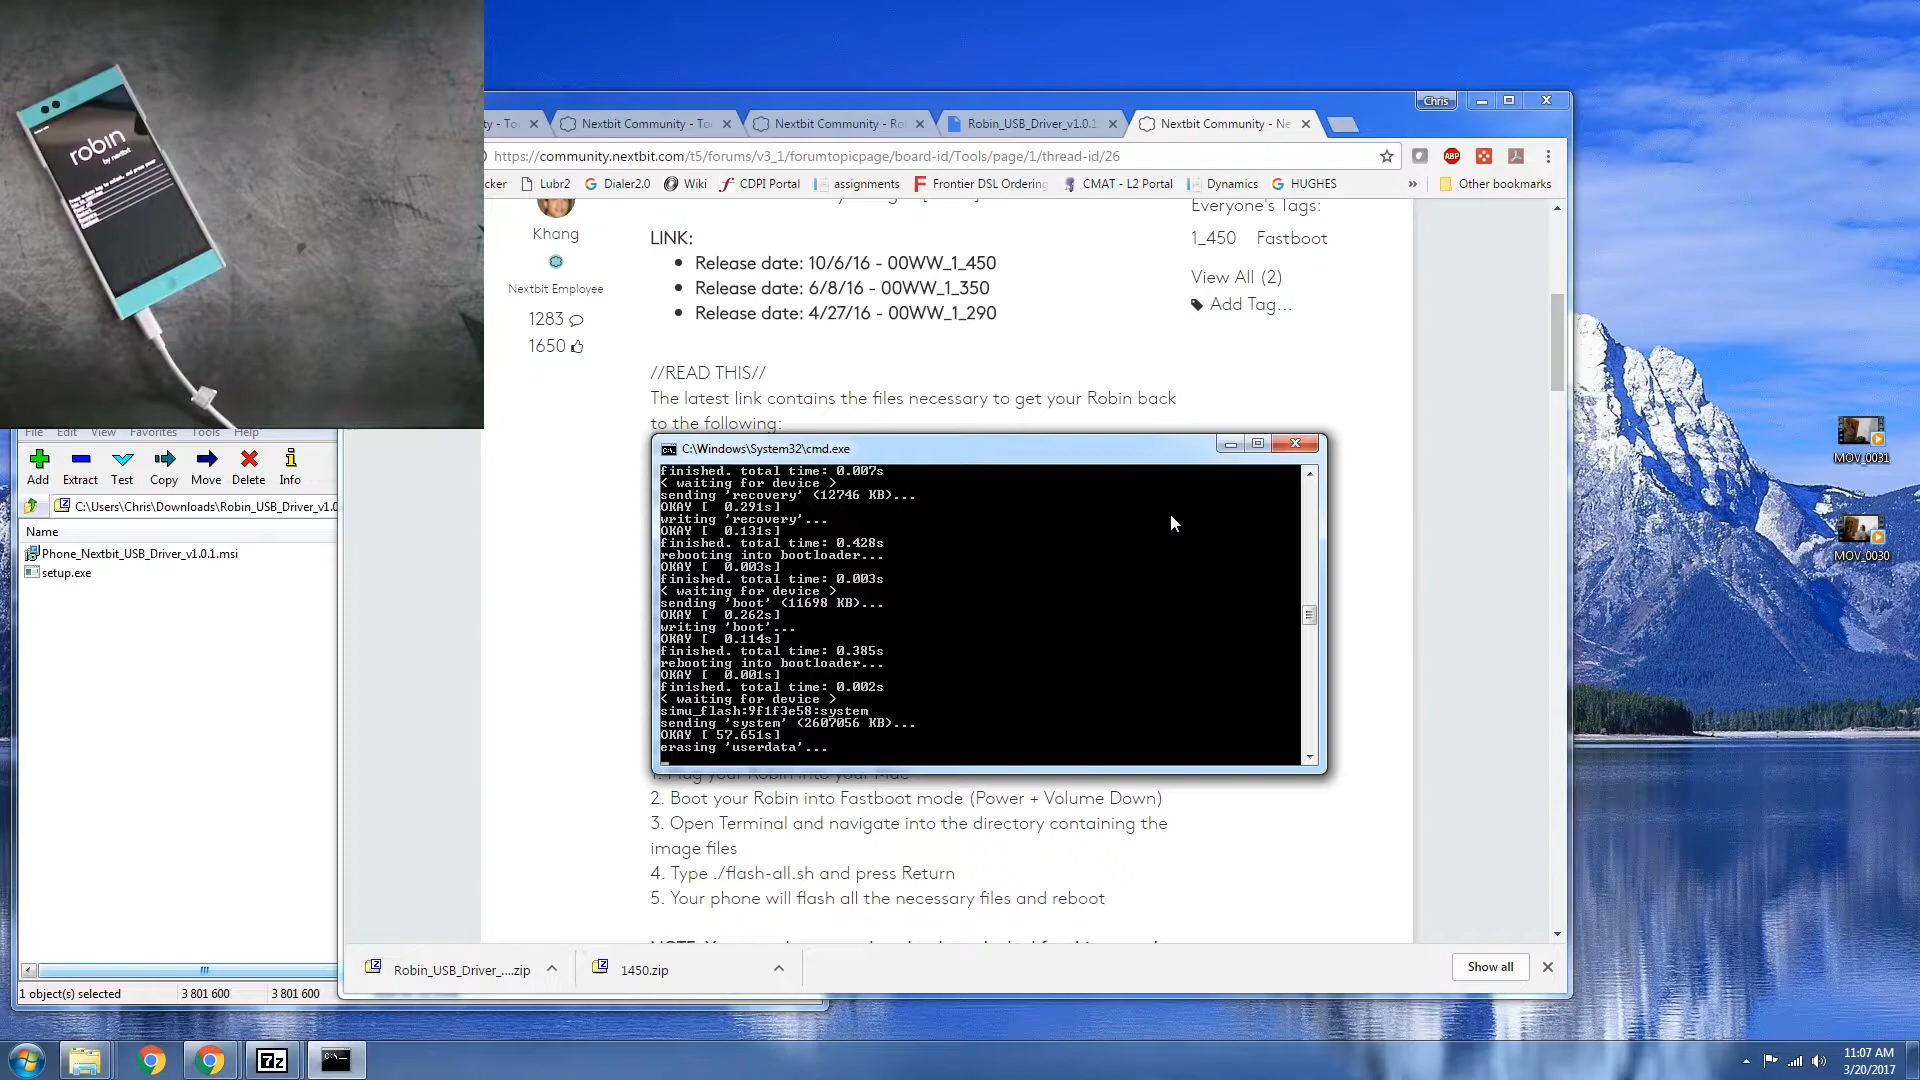 robin
by nextbit
Chris
ty - To
Nextbit Community - To
Nextbit Community - Ro
Robin_USB_Driver_v1.0.1
Nextbit Community - Ne
https://community.nextbit.com/t5/forums/v3_1/forumtopicpage/board-id/Tools/page/1/thread-id/26
ABP
cker
Lubr2
Dialer2.0
Wiki
CDPI Portal
assignments
Frontier DSL Ordering
CMAT - L2 Portal
Dynamics
HUGHES
»
Other bookmarks
Khang
Nextbit Employee
1283
1650
LINK:
• Release date: 10/6/16 - 00WW_1_450
• Release date: 6/8/16 - 00WW_1_350
• Release date: 4/27/16 - 00WW_1_290
Everyone's Tags:
1_450 Fastboot
View All (2)
Add Tag...
//READ THIS//
The latest link contains the files necessary to get your Robin back
to the following:
C:\Windows\System32\cmd.exe
finished. total time: 0.007s
< waiting for device >
sending 'recovery' (12746 KB)...
OKAY [  0.291s]
writing 'recovery'...
OKAY [  0.131s]
finished. total time: 0.428s
rebooting into bootloader...
OKAY [  0.003s]
finished. total time: 0.003s
< waiting for device >
sending 'boot' (11698 KB)...
OKAY [  0.262s]
writing 'boot'...
OKAY [  0.114s]
finished. total time: 0.385s
rebooting into bootloader...
OKAY [  0.001s]
finished. total time: 0.002s
< waiting for device >
simu_flash:9f1f3e58:system
sending 'system' (2607056 KB)...
OKAY [ 57.651s]
erasing 'userdata'...
1. Plug your Robin into your Mac
2. Boot your Robin into Fastboot mode (Power + Volume Down)
3. Open Terminal and navigate into the directory containing the
image files
4. Type ./flash-all.sh and press Return
5. Your phone will flash all the necessary files and reboot
File Edit View Favorites Tools Help
Add
Extract
Test
Copy
Move
Delete
Info
C:\Users\Chris\Downloads\Robin_USB_Driver_v1.0
Name
Phone_Nextbit_USB_Driver_v1.0.1.msi
setup.exe
1 object(s) selected
3 801 600
3 801 600
Robin_USB_Driver_....zip
1450.zip
Show all
MOV_0031
MOV_0030
7z
C:\
11:07 AM
3/20/2017